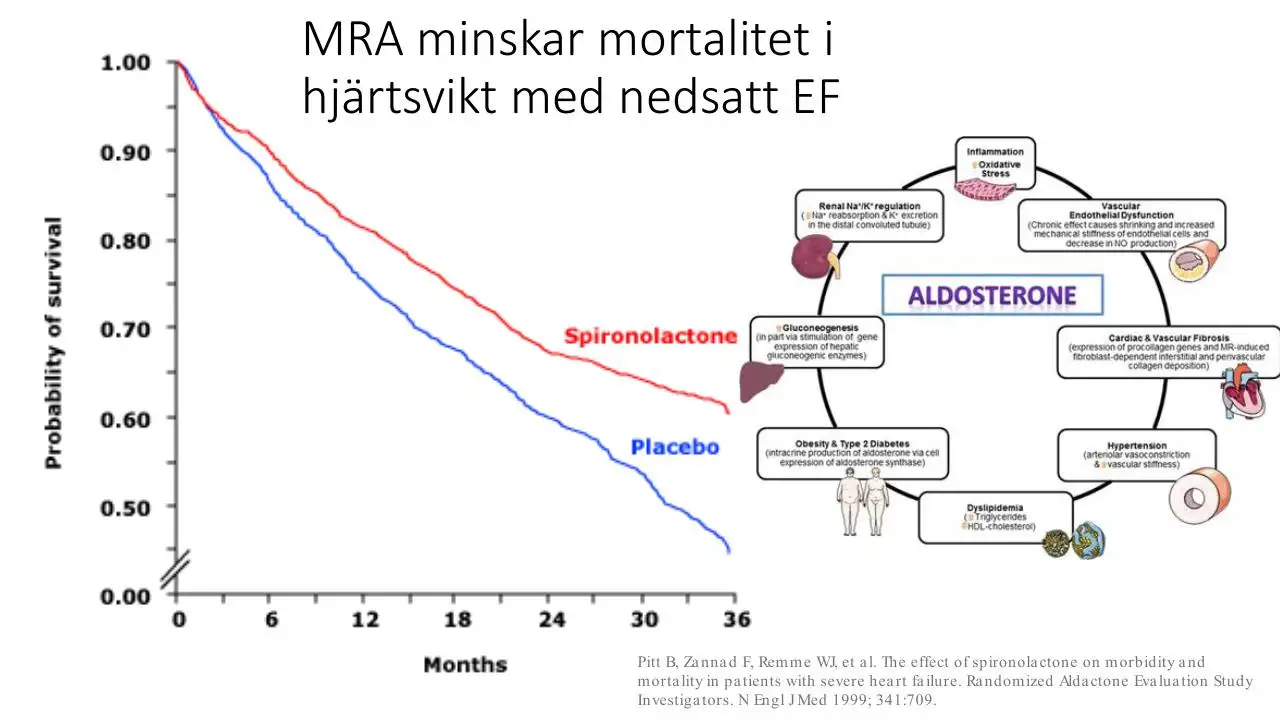 MRA minskar mortalitet i
hjärtsvikt med nedsatt EF
1.00
0.90
0.80
0.70
0.60
0.50
0.00
Probability of survival
Spironolactone
Placebo
0 6 12 18 24 30 36
Months
ALDOSTERONE
Inflammation
⇧Oxidative
Stress
Vascular
Endothelial Dysfunction
(Chronic effect causes shrinking and increased
mechanical stiffness of endothelial cells and
decrease in NO production)
Cardiac & Vascular Fibrosis
(expression of procollagen genes and MR-induced
fibroblast-dependent interstitial and perivascular
collagen deposition)
Hypertension
(arteriolar vasoconstriction
& ⇧vascular stiffness)
Dyslipidemia
(⇧Triglycerides
HDL-cholesterol)
Obesity & Type 2 Diabetes
(intracrine production of aldosterone via cell
expression of aldosterone synthase)
⇧Gluconeogenesis
(in part via stimulation of gene
expression of hepatic
gluconeogenic enzymes)
Renal Na⁺/K⁺ regulation
(⇧Na⁺ reabsorption & K⁺ excretion
in the distal convoluted tubule)
Pitt B, Zannad F, Remme WJ, et al. The effect of spironolactone on morbidity and
mortality in patients with severe heart failure. Randomized Aldactone Evaluation Study
Investigators. N Engl J Med 1999; 341:709.